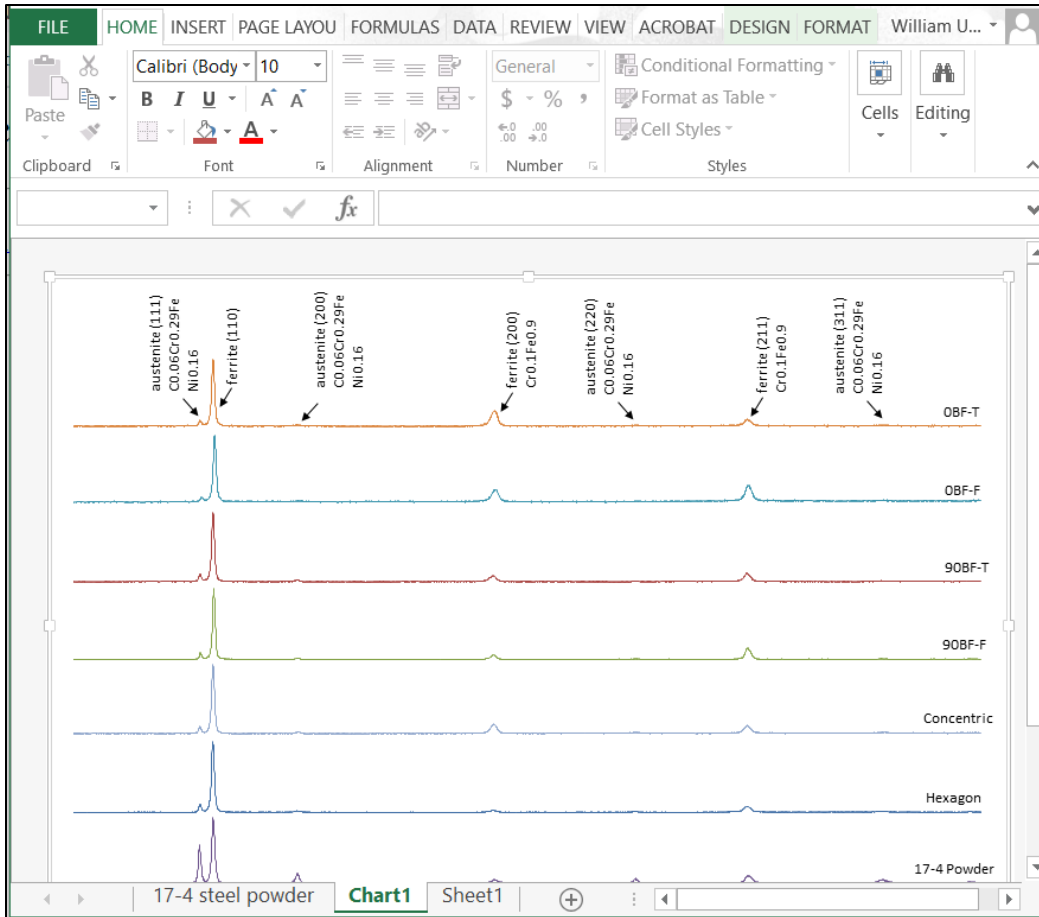 FILE HOME INSERT PAGE LAYOU FORMULAS DATA REVIEW VIEW ACROBAT DESIGN FORMAT William U...
Paste
Calibri (Body 10
B I U A A
A
General
$ % ,
Conditional Formatting
Format as Table
Cell Styles
Cells
Editing
Clipboard Font Alignment Number Styles
fx
austenite (111)
C0.06Cr0.29Fe
Ni0.16
ferrite (110)
austenite (200)
C0.06Cr0.29Fe
Ni0.16
ferrite (200)
Cr0.1Fe0.9
austenite (220)
C0.06Cr0.29Fe
Ni0.16
ferrite (211)
Cr0.1Fe0.9
austenite (311)
C0.06Cr0.29Fe
Ni0.16
0BF-T
0BF-F
90BF-T
90BF-F
Concentric
Hexagon
17-4 Powder
17-4 steel powder Chart1 Sheet1